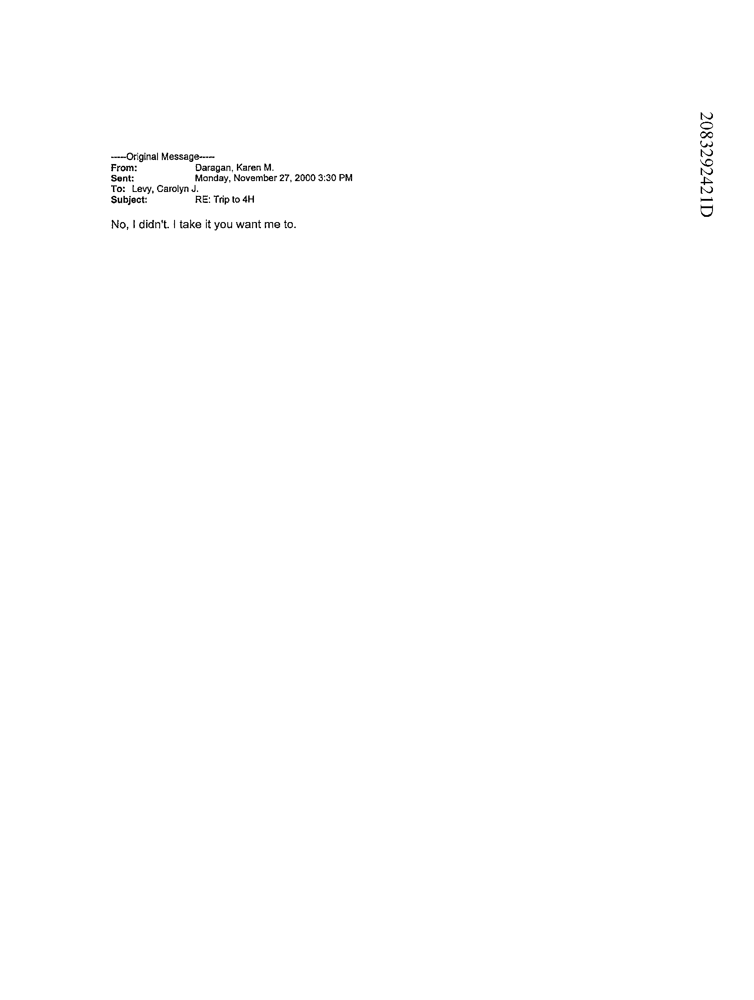 -----Original Message-----
From: Daragan, Karen M.
Sent: Monday, November 27, 2000 3:30 PM
To: Levy, Carolyn J.
Subject: RE: Trip to 4H
No, I didn't. I take it you want me to.
2083292421D